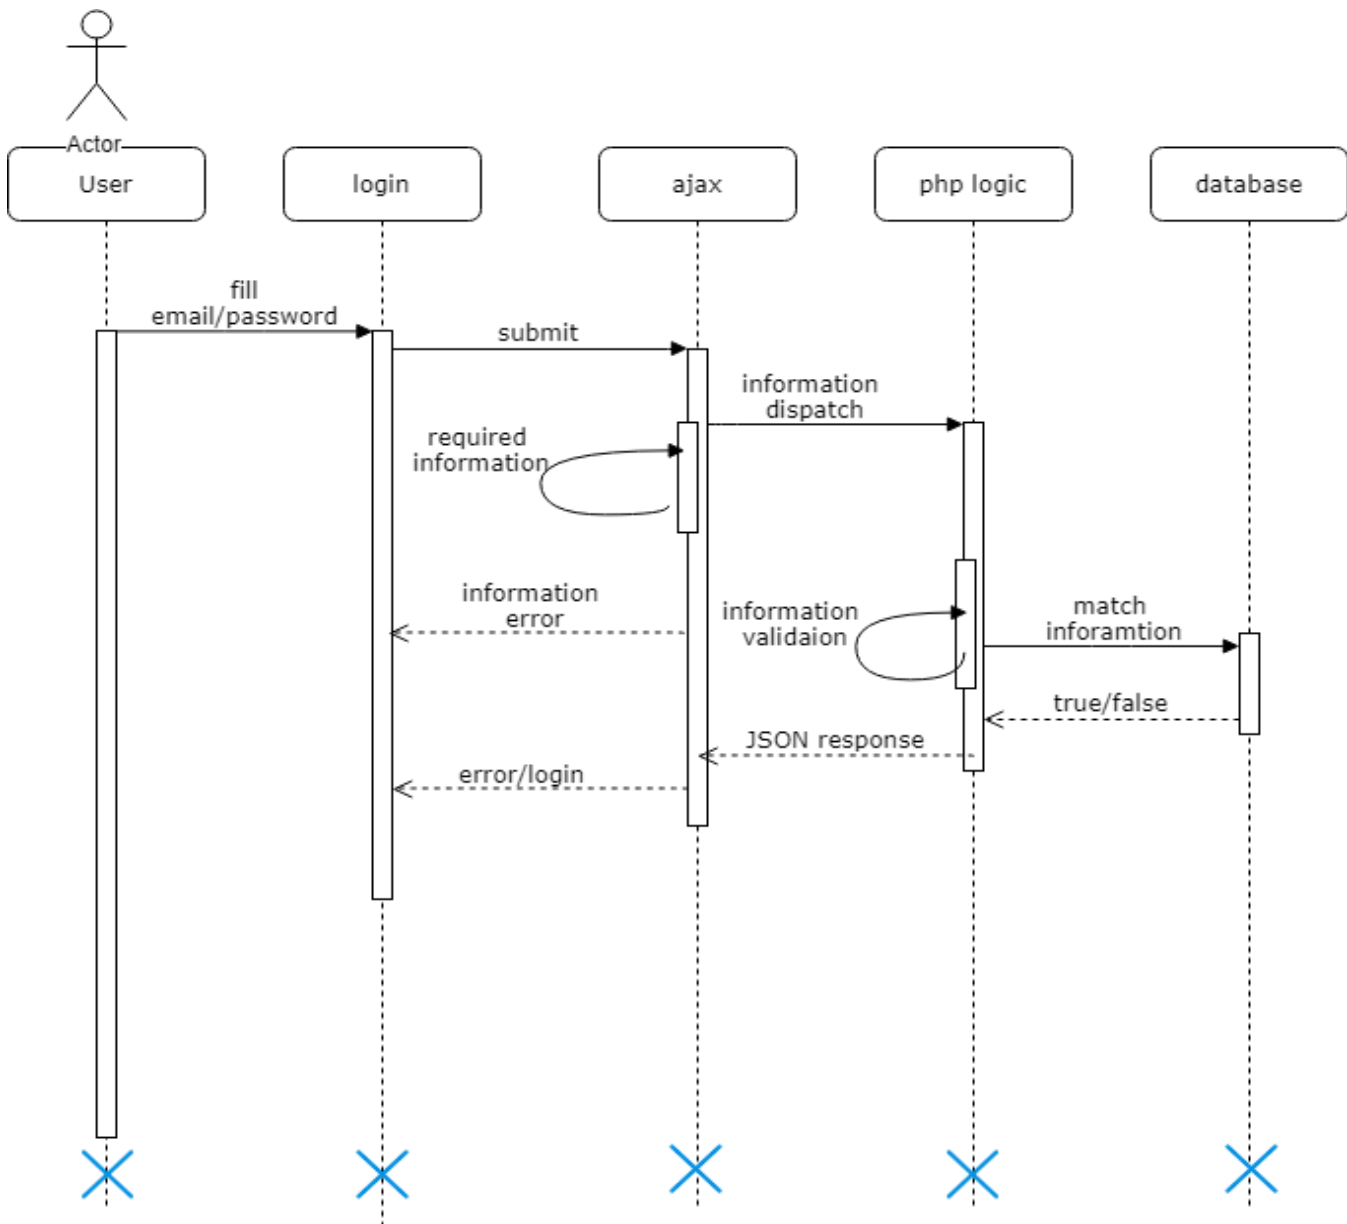 Actor
User
login
ajax
php logic
database
fill
email/password
submit
information
dispatch
required
information
information
error
information
validaion
match
inforamtion
true/false
JSON response
error/login